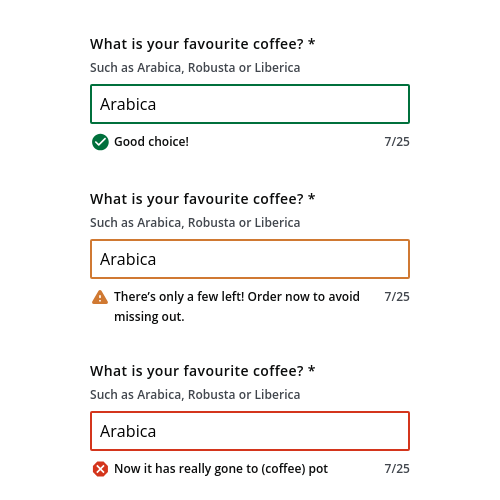 What is your favourite coffee? *
Such as Arabica, Robusta or Liberica
Arabica
Good choice! 7/25
What is your favourite coffee? *
Such as Arabica, Robusta or Liberica
Arabica
There's only a few left! Order now to avoid 7/25
missing out.
What is your favourite coffee? *
Such as Arabica, Robusta or Liberica
Arabica
Now it has really gone to (coffee) pot 7/25